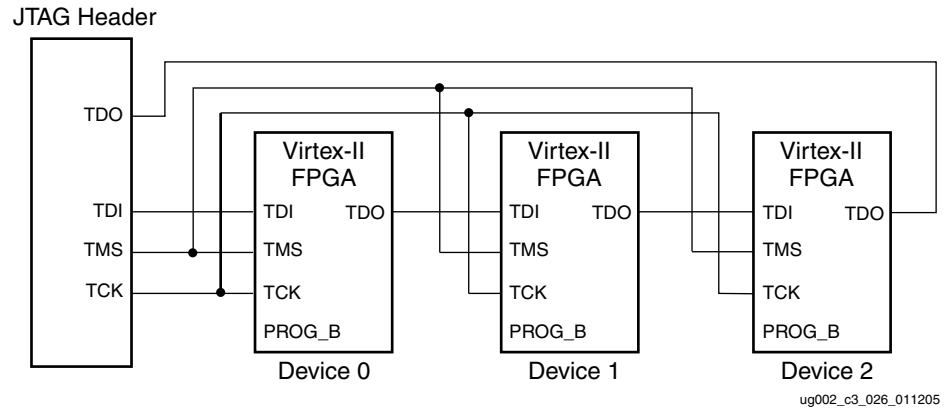 JTAG Header
TDO
TDI
TMS
TCK
Virtex-II
FPGA
TDI TDO
TMS
TCK
PROG_B
Device 0
Virtex-II
FPGA
TDI TDO
TMS
TCK
PROG_B
Device 1
Virtex-II
FPGA
TDI TDO
TMS
TCK
PROG_B
Device 2
ug002_c3_026_011205